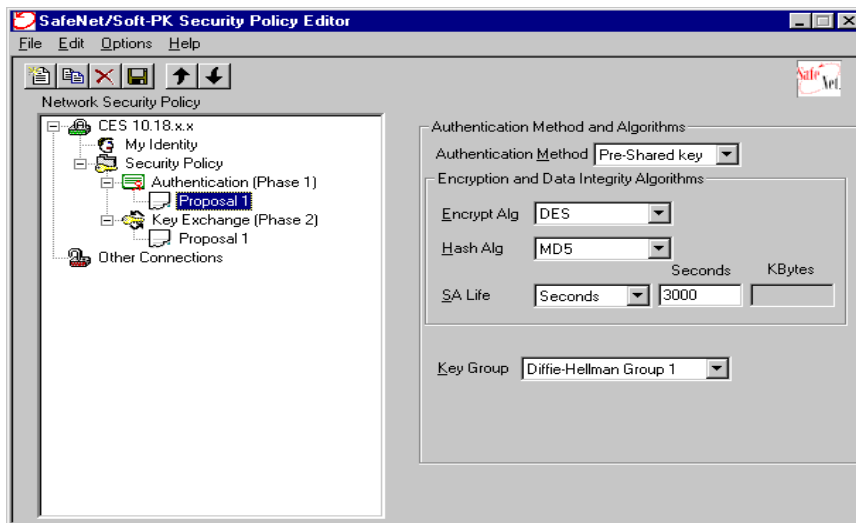 SafeNet/Soft-PK Security Policy Editor
File Edit Options Help
Safe Net.
Network Security Policy
CES 10.18.x.x
My Identity
Security Policy
Authentication (Phase 1)
Proposal 1
Key Exchange (Phase 2)
Proposal 1
Other Connections
Authentication Method and Algorithms
Authentication Method Pre-Shared key
Encryption and Data Integrity Algorithms
Encrypt Alg DES
Hash Alg MD5
Seconds KBytes
SA Life Seconds 3000
Key Group Diffie-Hellman Group 1